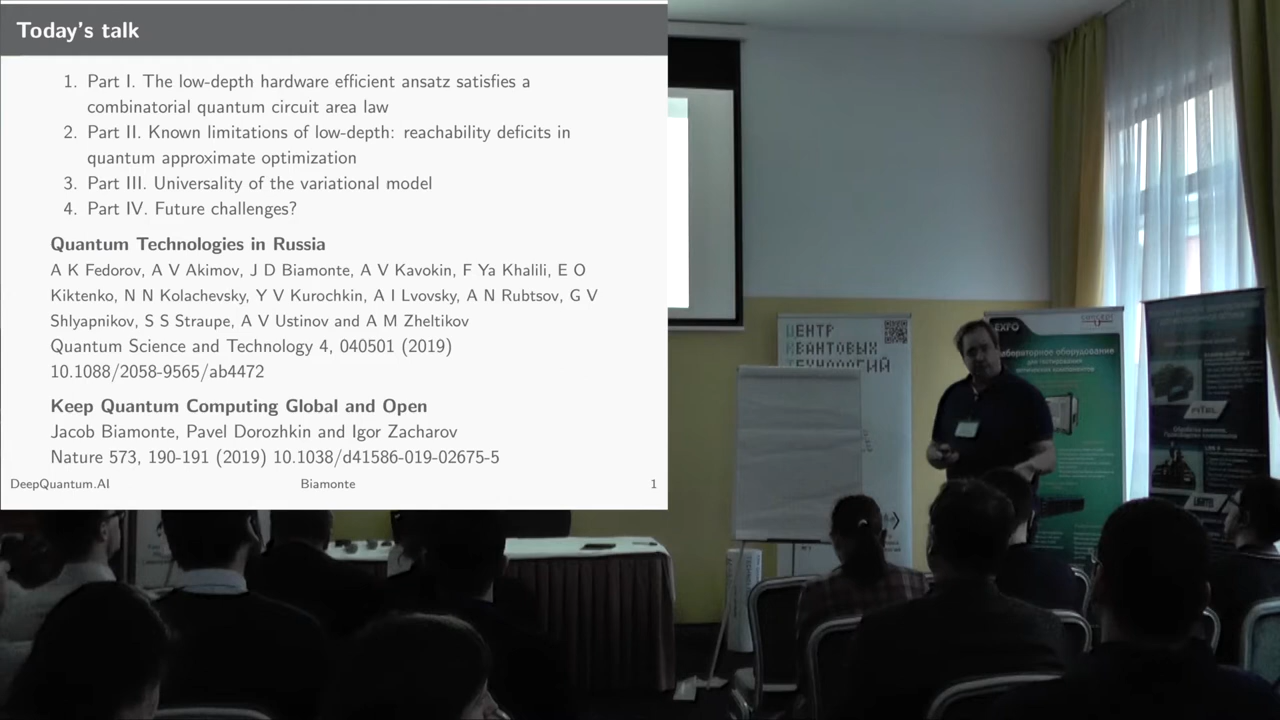 Today's talk
1. Part I. The low-depth hardware efficient ansatz satisfies a
combinatorial quantum circuit area law
2. Part II. Known limitations of low-depth: reachability deficits in
quantum approximate optimization
3. Part III. Universality of the variational model
4. Part IV. Future challenges?
Quantum Technologies in Russia
A K Fedorov, A V Akimov, J D Biamonte, A V Kavokin, F Ya Khalili, E O
Kiktenko, N N Kolachevsky, Y V Kurochkin, A I Lvovsky, A N Rubtsov, G V
Shlyapnikov, S S Straupe, A V Ustinov and A M Zheltikov
Quantum Science and Technology 4, 040501 (2019)
10.1088/2058-9565/ab4472
Keep Quantum Computing Global and Open
Jacob Biamonte, Pavel Dorozhkin and Igor Zacharov
Nature 573, 190-191 (2019) 10.1038/d41586-019-02675-5
DeepQuantum.AI Biamonte 1
ЦЕНТР
КВАНТОВЫХ
ТЕХНОЛОГИЙ
EXPO
лабораторное оборудование
для тестирования